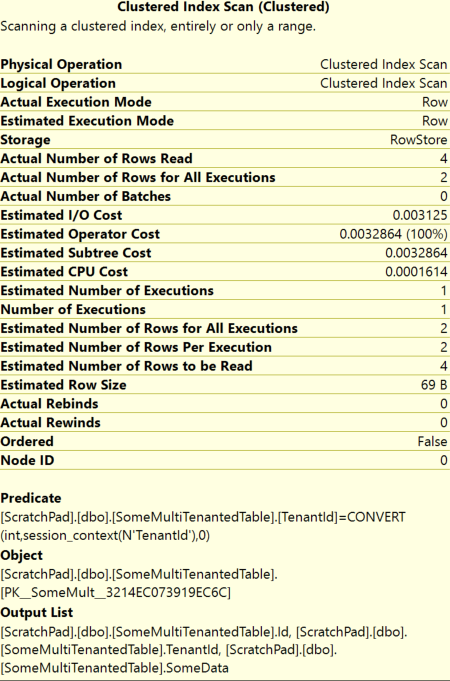 Clustered Index Scan (Clustered)
Scanning a clustered index, entirely or only a range.
Physical Operation Clustered Index Scan
Logical Operation Clustered Index Scan
Actual Execution Mode Row
Estimated Execution Mode Row
Storage RowStore
Actual Number of Rows Read 4
Actual Number of Rows for All Executions 2
Actual Number of Batches 0
Estimated I/O Cost 0.003125
Estimated Operator Cost 0.0032864 (100%)
Estimated Subtree Cost 0.0032864
Estimated CPU Cost 0.0001614
Estimated Number of Executions 1
Number of Executions 1
Estimated Number of Rows for All Executions 2
Estimated Number of Rows Per Execution 2
Estimated Number of Rows to be Read 4
Estimated Row Size 69 B
Actual Rebinds 0
Actual Rewinds 0
Ordered False
Node ID 0
Predicate
[ScratchPad].[dbo].[SomeMultiTenantedTable].[TenantId]=CONVERT
(int,session_context(N'TenantId'),0)
Object
[ScratchPad].[dbo].[SomeMultiTenantedTable].
[PK__SomeMult__3214EC073919EC6C]
Output List
[ScratchPad].[dbo].[SomeMultiTenantedTable].Id, [ScratchPad].[dbo].
[SomeMultiTenantedTable].TenantId, [ScratchPad].[dbo].
[SomeMultiTenantedTable].SomeData